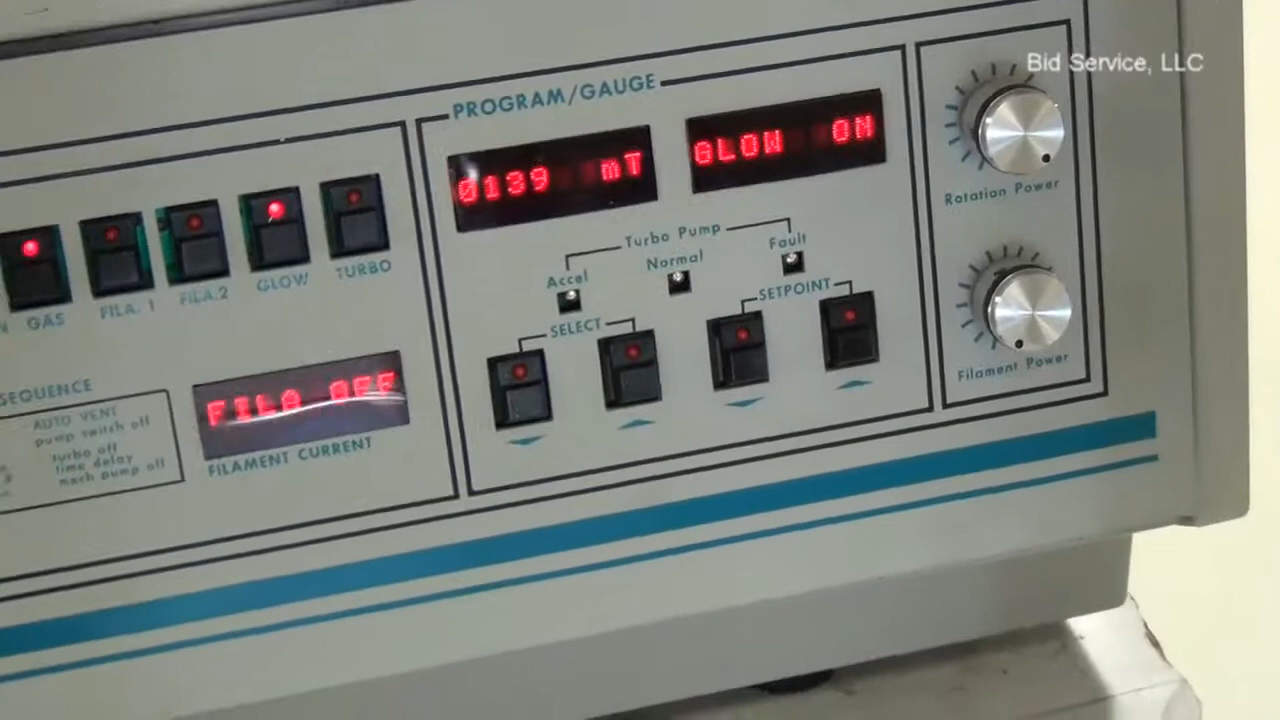 Bid Service, LLC
PROGRAM/GAUGE
0139 mT
GLOW ON
Rotation Power
GAS
FILA. 1
FILA.2
GLOW
TURBO
Turbo Pump
Accel
Normal
Fault
SELECT
SETPOINT
Filament Power
SEQUENCE
AUTO VENT
pump switch off
turbo off
time delay
mech pump off
FILA OFF
FILAMENT CURRENT